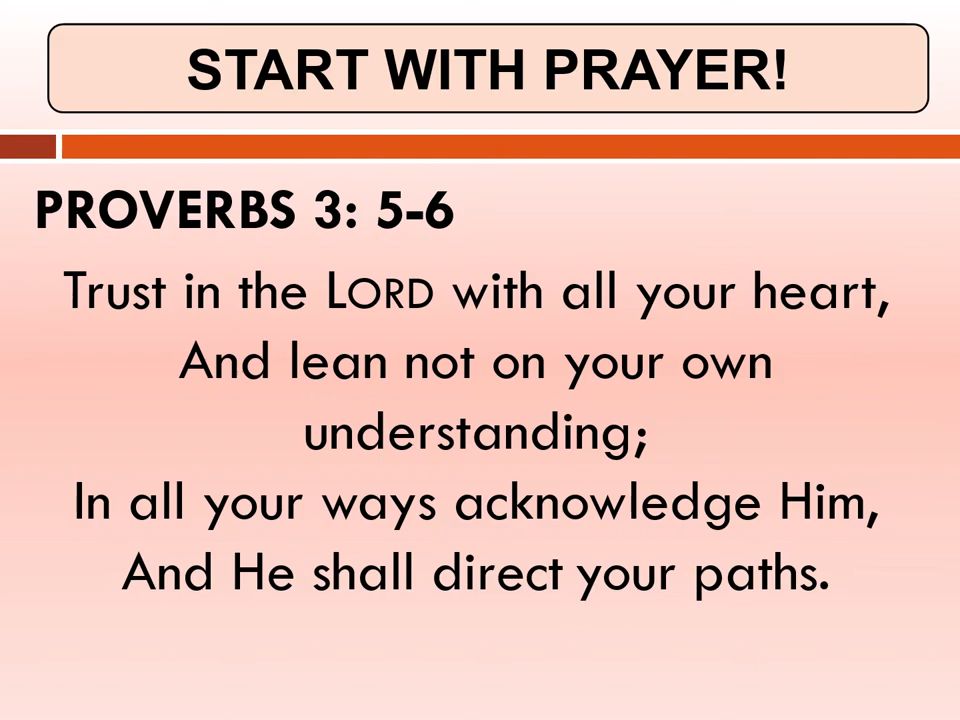 START WITH PRAYER!
PROVERBS 3: 5-6
Trust in the LORD with all your heart,
And lean not on your own
understanding;
In all your ways acknowledge Him,
And He shall direct your paths.